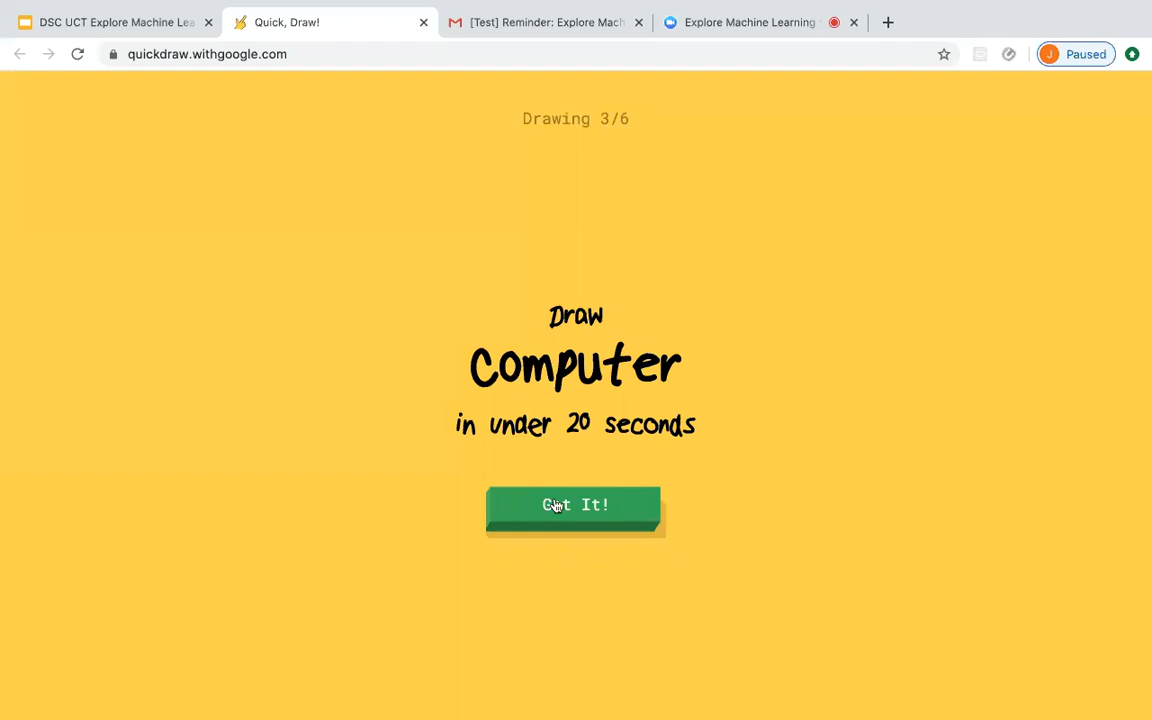 DSC UCT Explore Machine Lea
Quick, Draw!
[Test] Reminder: Explore Mach
Explore Machine Learning
quickdraw.withgoogle.com
J
Paused
Drawing 3/6
Draw
Computer
in under 20 seconds
Got It!